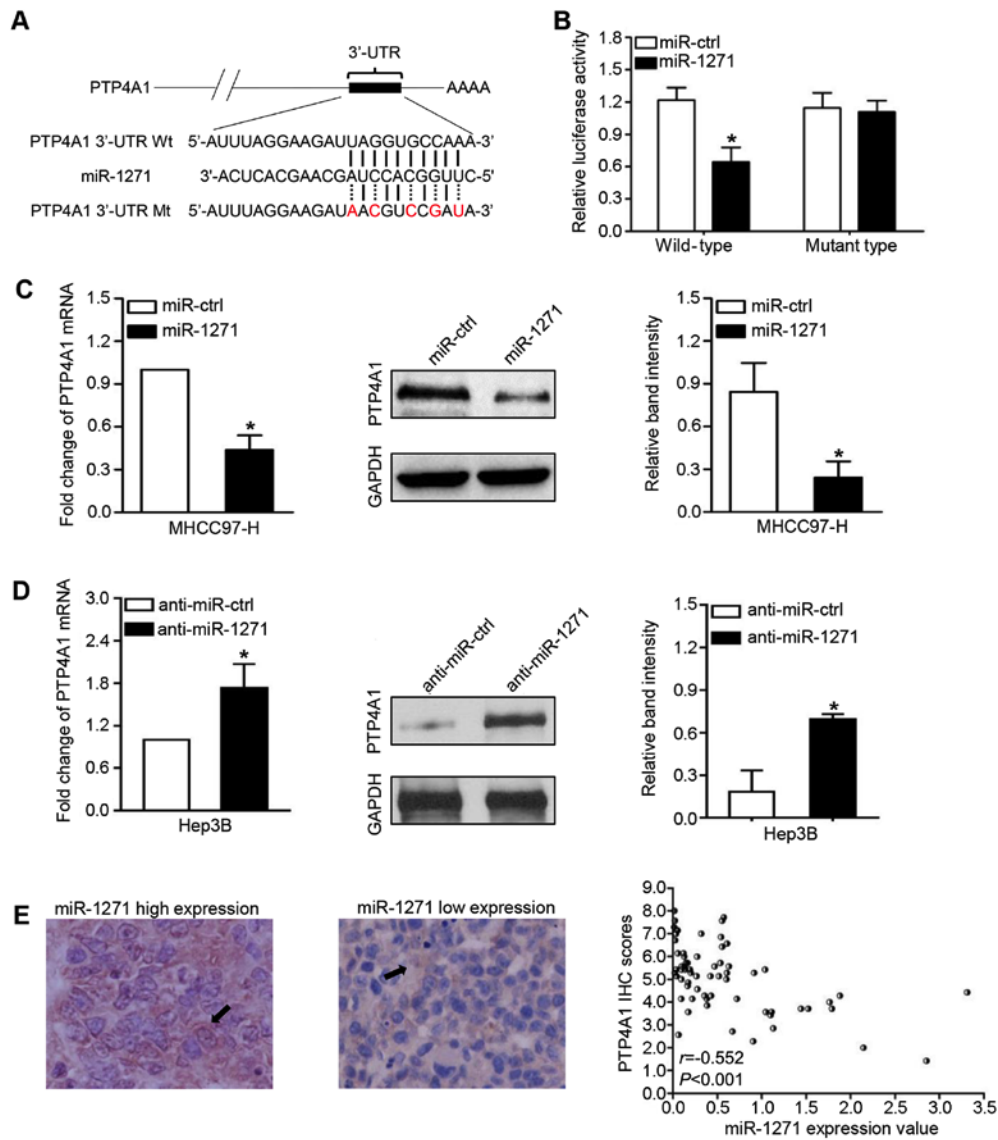 A
3'-UTR
PTP4A1
AAAA
PTP4A1 3'-UTR Wt 5'-AUUUAGGAAGAUUAGGUGCCAAA-3'
miR-1271 3'-ACUCACGAACGAUCCACGGUUC-5'
PTP4A1 3'-UTR Mt 5'-AUUUAGGAAGAUAACGUCCGAUA-3'
B
Relative luciferase activity
1.8
1.5
1.2
0.9
0.6
0.3
0.0
miR-ctrl
miR-1271
*
Wild-type
Mutant type
C
Fold change of PTP4A1 mRNA
1.5
1.2
0.9
0.6
0.3
0.0
miR-ctrl
miR-1271
*
MHCC97-H
miR-ctrl
miR-1271
PTP4A1
GAPDH
Relative band intensity
1.5
1.2
0.9
0.6
0.3
0.0
miR-ctrl
miR-1271
*
MHCC97-H
D
Fold change of PTP4A1 mRNA
3.0
2.4
1.8
1.2
0.6
0.0
anti-miR-ctrl
anti-miR-1271
*
Hep3B
anti-miR-ctrl
anti-miR-1271
PTP4A1
GAPDH
Relative band intensity
1.5
1.2
0.9
0.6
0.3
0.0
anti-miR-ctrl
anti-miR-1271
*
Hep3B
E
miR-1271 high expression
miR-1271 low expression
PTP4A1 IHC scores
9.0
8.0
7.0
6.0
5.0
4.0
3.0
2.0
1.0
0.0
r=-0.552
P<0.001
0.0 0.5 1.0 1.5 2.0 2.5 3.0 3.5
miR-1271 expression value